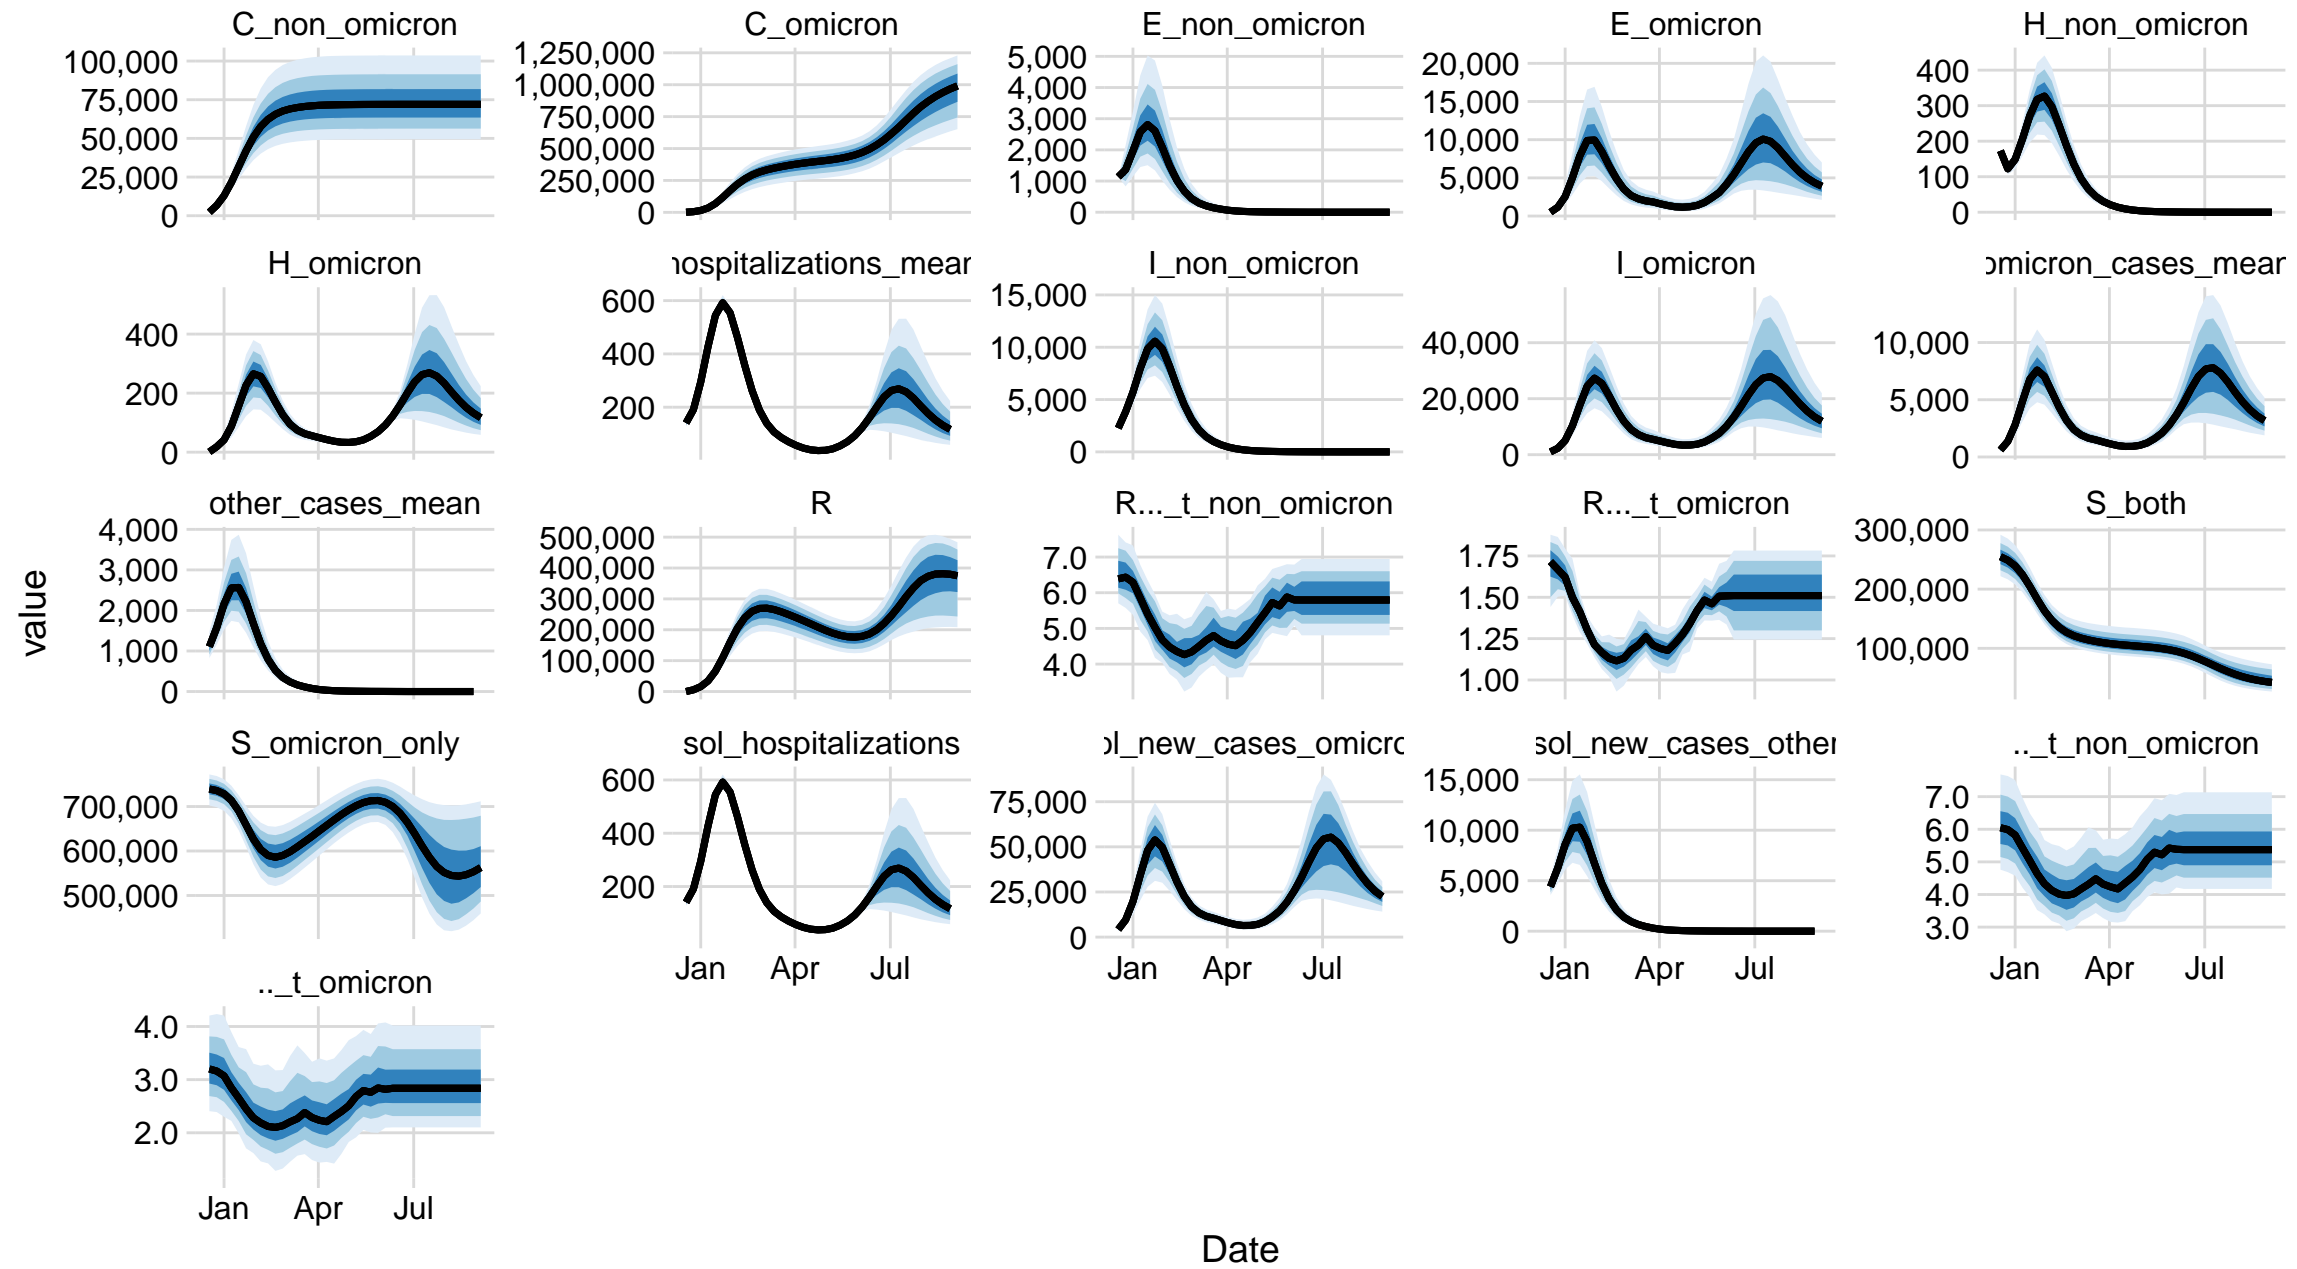 C_non_omicron C_omicron E_non_omicron E_omicron H_non_omicron
100,000 75,000 50,000 25,000 0
1,250,000 1,000,000 750,000 500,000 250,000 0
5,000 4,000 3,000 2,000 1,000 0
20,000 15,000 10,000 5,000 0
400 300 200 100 0
H_omicron hospitalizations_mean I_non_omicron I_omicron omicron_cases_mean
400 200 0
600 400 200
15,000 10,000 5,000 0
40,000 20,000 0
10,000 5,000 0
other_cases_mean R R..._t_non_omicron R..._t_omicron S_both
4,000 3,000 2,000 1,000 0
500,000 400,000 300,000 200,000 100,000 0
7.0 6.0 5.0 4.0
1.75 1.50 1.25 1.00
300,000 200,000 100,000
S_omicron_only sol_hospitalizations ol_new_cases_omicro sol_new_cases_other .._t_non_omicron
700,000 600,000 500,000
600 400 200
75,000 50,000 25,000 0
15,000 10,000 5,000 0
7.0 6.0 5.0 4.0 3.0
Jan Apr Jul Jan Apr Jul Jan Apr Jul Jan Apr Jul
.._t_omicron
4.0 3.0 2.0
Jan Apr Jul
value
Date